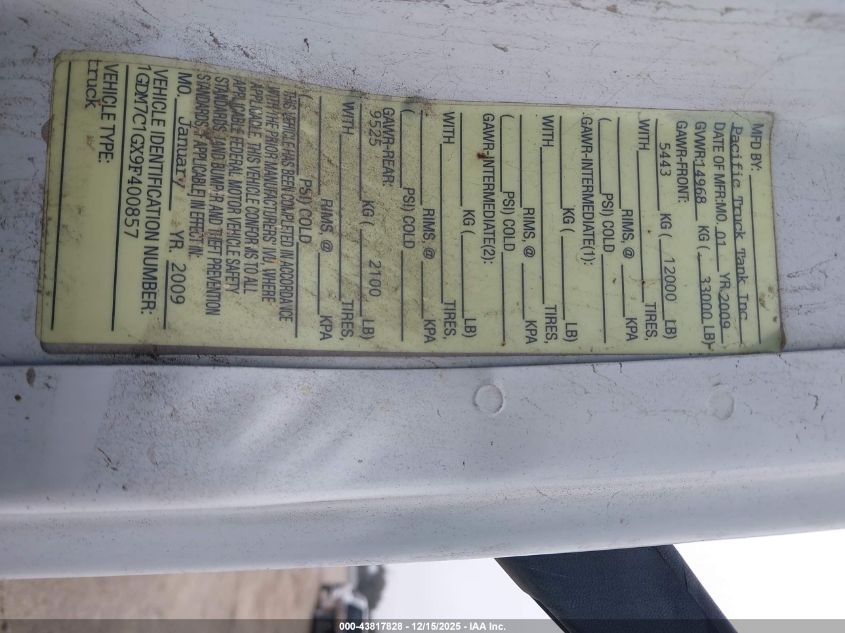 MFD BY:
Pacific Truck Tank Inc
DATE OF MFR:MO. 01 YR.2009
GVWR:14968 KG ( 33000 LB)
GAWR-FRONT:
5443 KG ( 12000 LB)
WITH TIRES,
RIMS, @ KPA
( PSI) COLD
GAWR-INTERMEDIATE(1):
KG ( LB)
WITH TIRES,
RIMS, @ KPA
( PSI) COLD
GAWR-INTERMEDIATE(2):
KG ( LB)
WITH TIRES,
RIMS, @ KPA
( PSI) COLD
GAWR-REAR:
9525 KG ( 2100 LB)
WITH TIRES,
RIMS, @ KPA
( PSI) COLD
THIS VEHICLE HAS BEEN COMPLETED IN ACCORDANCE
WITH THE PRIOR MANUFACTURERS' IVD, WHERE
APPLICABLE. THIS VEHICLE CONFORMS TO ALL
APPLICABLE FEDERAL MOTOR VEHICLE SAFETY
STANDARDS, [AND BUMPER AND THEFT PREVENTION
STANDARDS, IF APPLICABLE] IN EFFECT IN:
MO. January YR. 2009
VEHICLE IDENTIFICATION NUMBER:
1GDM7C1GX9F400857
VEHICLE TYPE:
truck
000-43817828 - 12/15/2025 - IAA Inc.